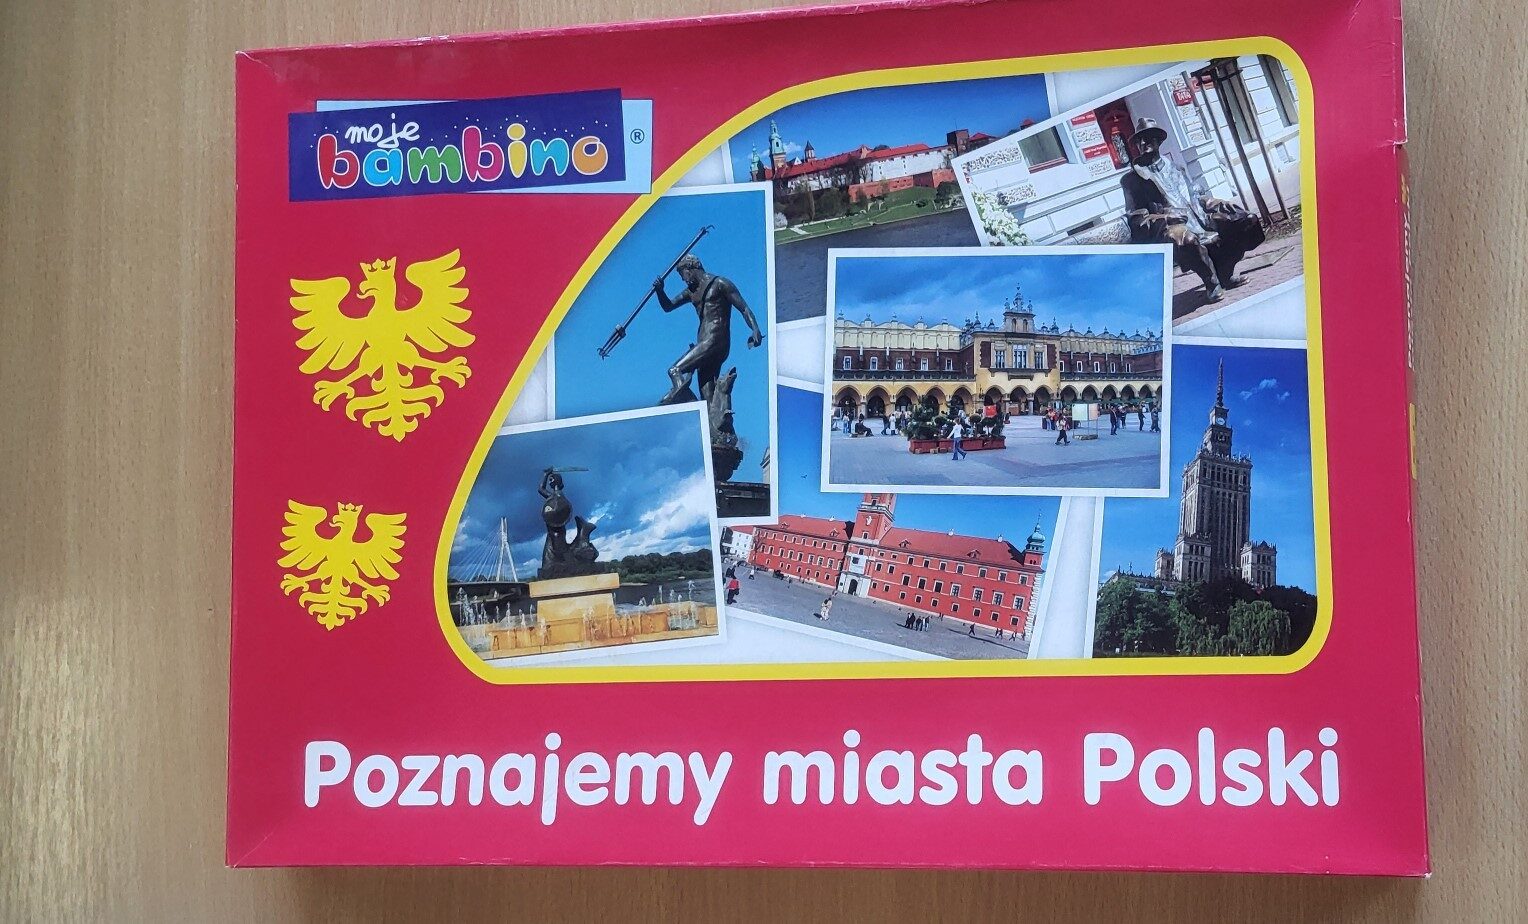 moje
bambino ®
Poznajemy miasta Polski